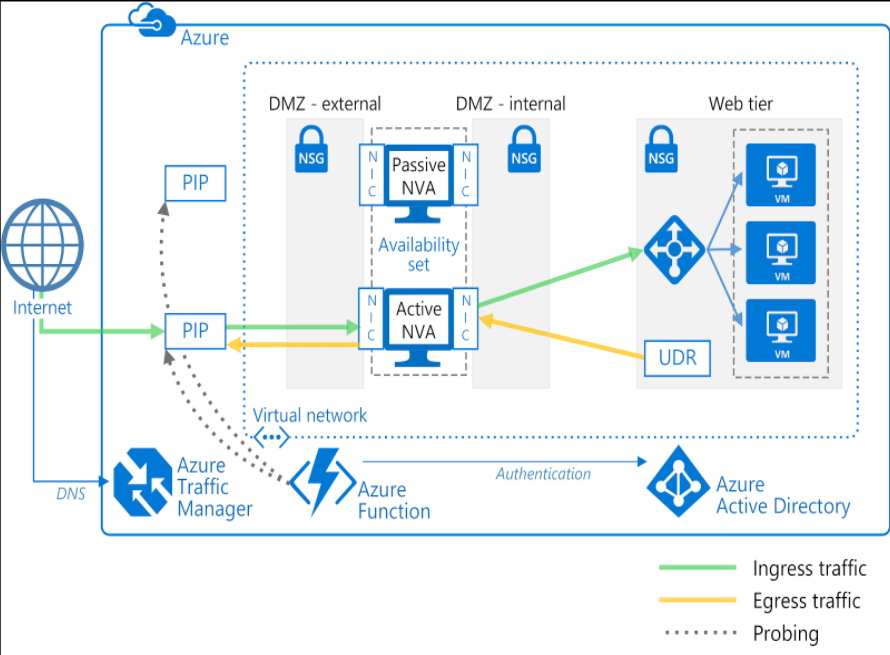 Azure
DMZ - external
DMZ - internal
Web tier
NSG
NSG
NSG
NIC
Passive
NVA
NIC
VM
PIP
Availability
set
VM
Internet
PIP
NIC
Active
NVA
NIC
VM
UDR
Virtual network
DNS
Azure
Traffic
Manager
Azure
Function
Authentication
Azure
Active Directory
Ingress traffic
Egress traffic
Probing